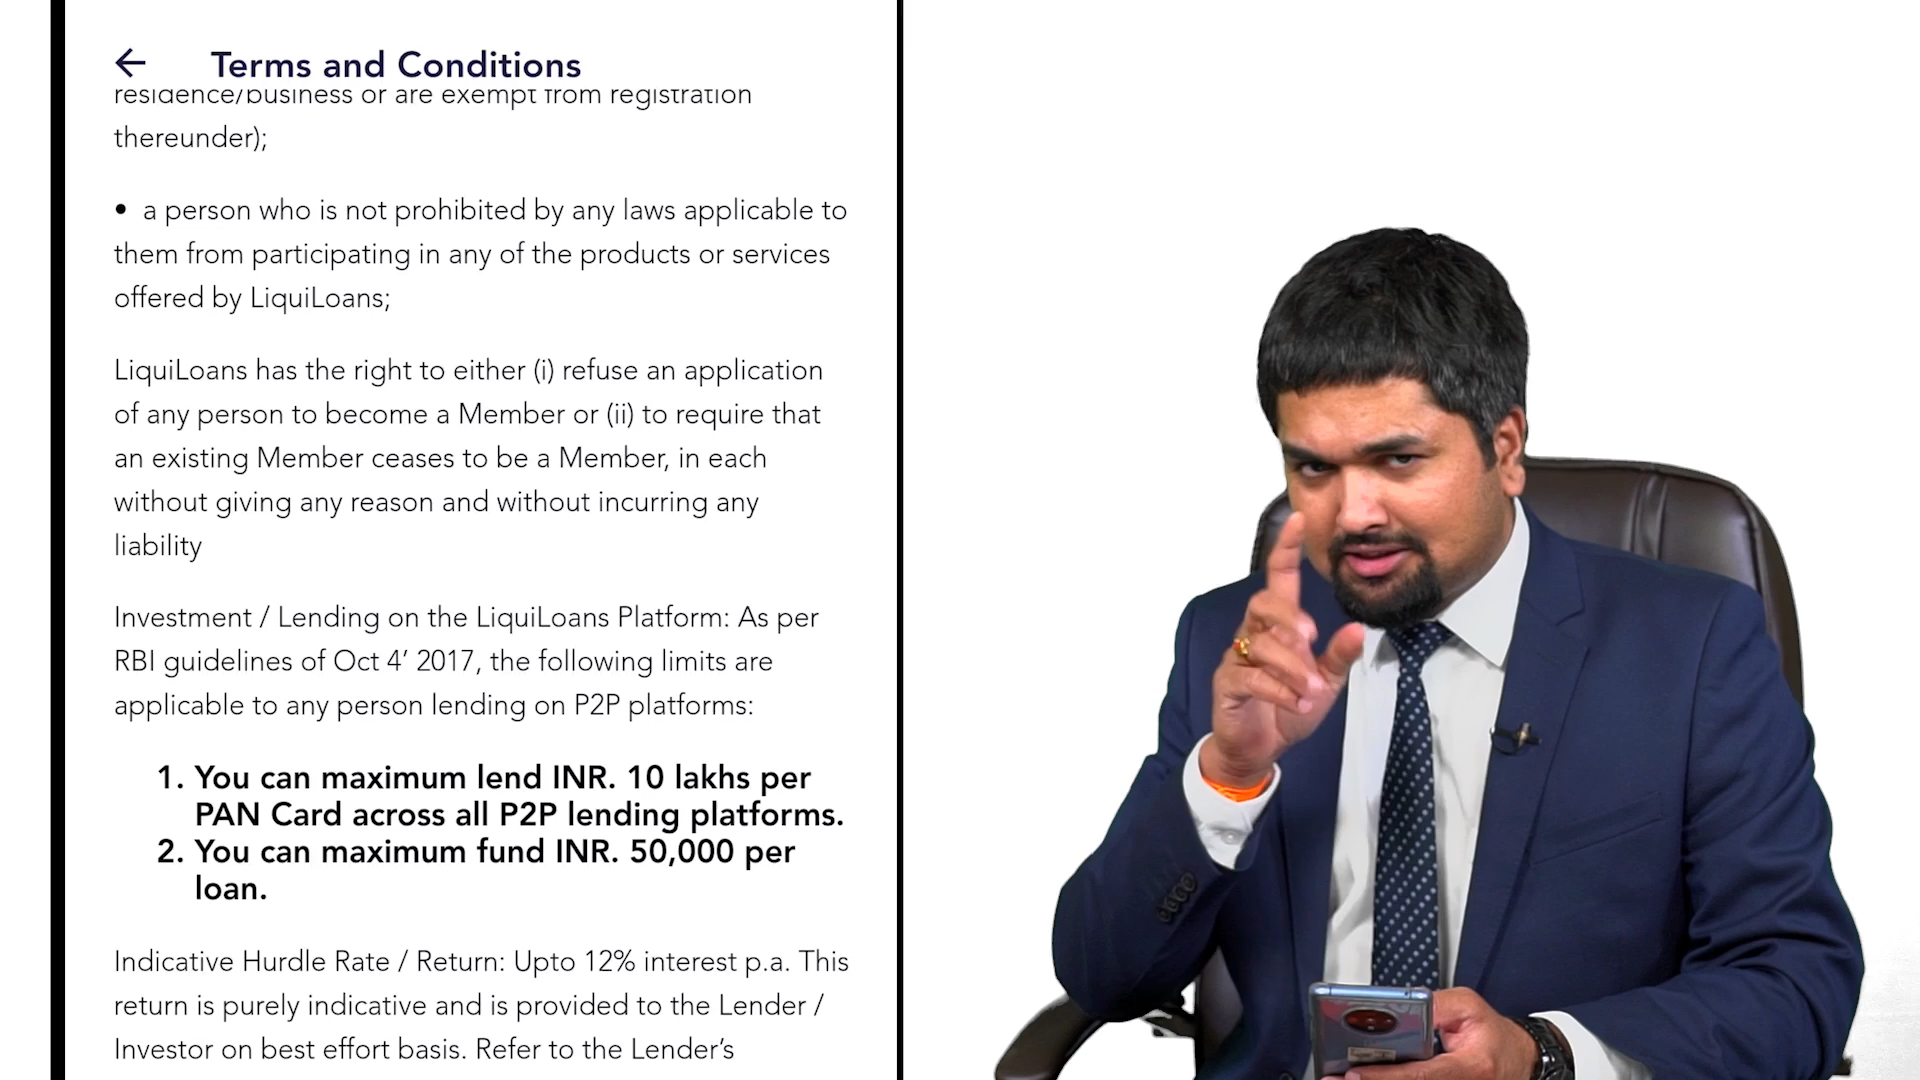 Terms and Conditions
residence/business or are exempt from registration
thereunder);
• a person who is not prohibited by any laws applicable to
them from participating in any of the products or services
offered by LiquiLoans;
LiquiLoans has the right to either (i) refuse an application
of any person to become a Member or (ii) to require that
an existing Member ceases to be a Member, in each
without giving any reason and without incurring any
liability
Investment / Lending on the LiquiLoans Platform: As per
RBI guidelines of Oct 4’ 2017, the following limits are
applicable to any person lending on P2P platforms:
1. You can maximum lend INR. 10 lakhs per
PAN Card across all P2P lending platforms.
2. You can maximum fund INR. 50,000 per
loan.
Indicative Hurdle Rate / Return: Upto 12% interest p.a. This
return is purely indicative and is provided to the Lender /
Investor on best effort basis. Refer to the Lender’s